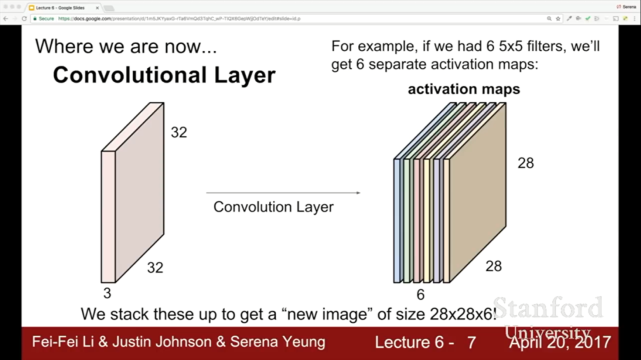 Lecture 6 - Google Slides
Secure
https://docs.google.com/presentation/d/
Serena
Where we are now...
Convolutional Layer
For example, if we had 6 5x5 filters, we'll
get 6 separate activation maps:
activation maps
32
32
3
Convolution Layer
28
28
6
We stack these up to get a “new image” of size 28x28x6!
Stanford
University
Fei-Fei Li & Justin Johnson & Serena Yeung
Lecture 6 - 7
April 20, 2017